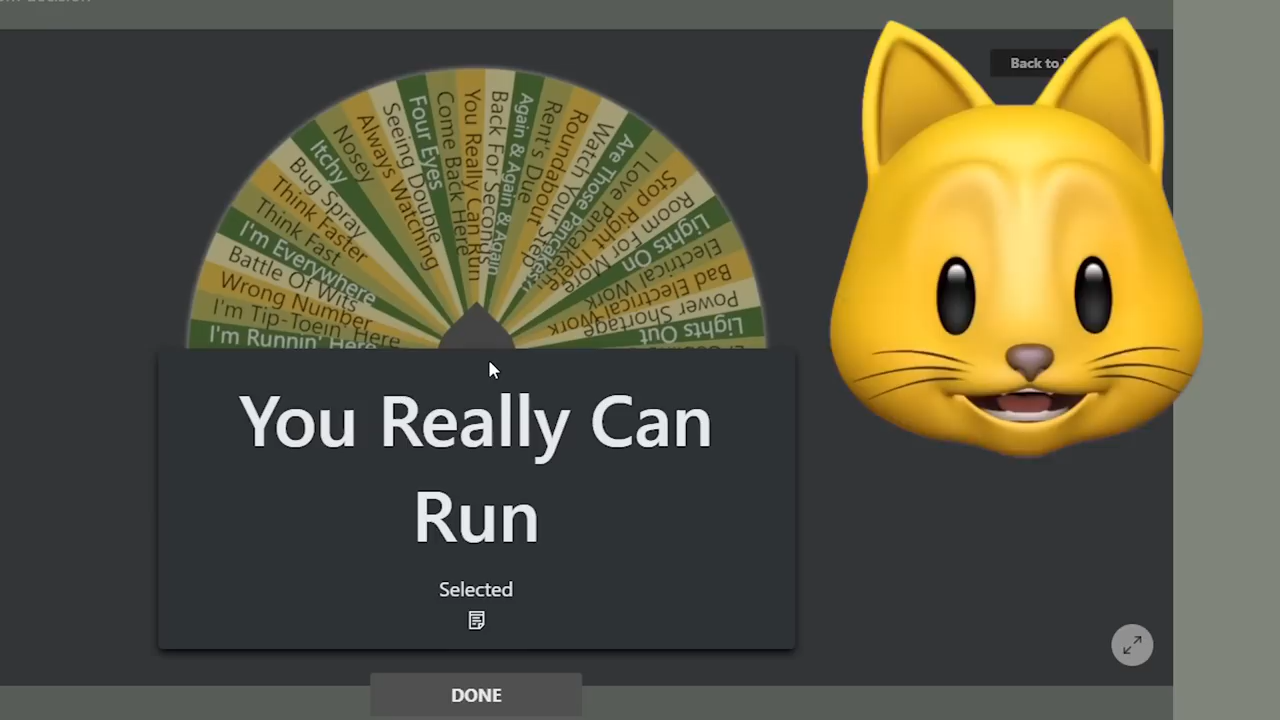 Back to
I'm Runnin' Here
I'm Tip-Toein' Here
Wrong Number
Battle Of Wits
I'm Everywhere
Think Fast
Think Faster
Bug Spray
Itchy
Nosey
Always Watching
Seeing Double
Four Eyes
Come Back Here
You Really Can Run
Back For Seconds
Again & Again & Again
Rent's Due
Roundabout
Watch Your Step
Are Those Pancakes?
I Love Pancakes!
Stop Right There
Room For More
Lights On
Electrical Work
Bad Electrical Work
Power Shortage
Lights Out
You Really Can
Run
Selected
DONE